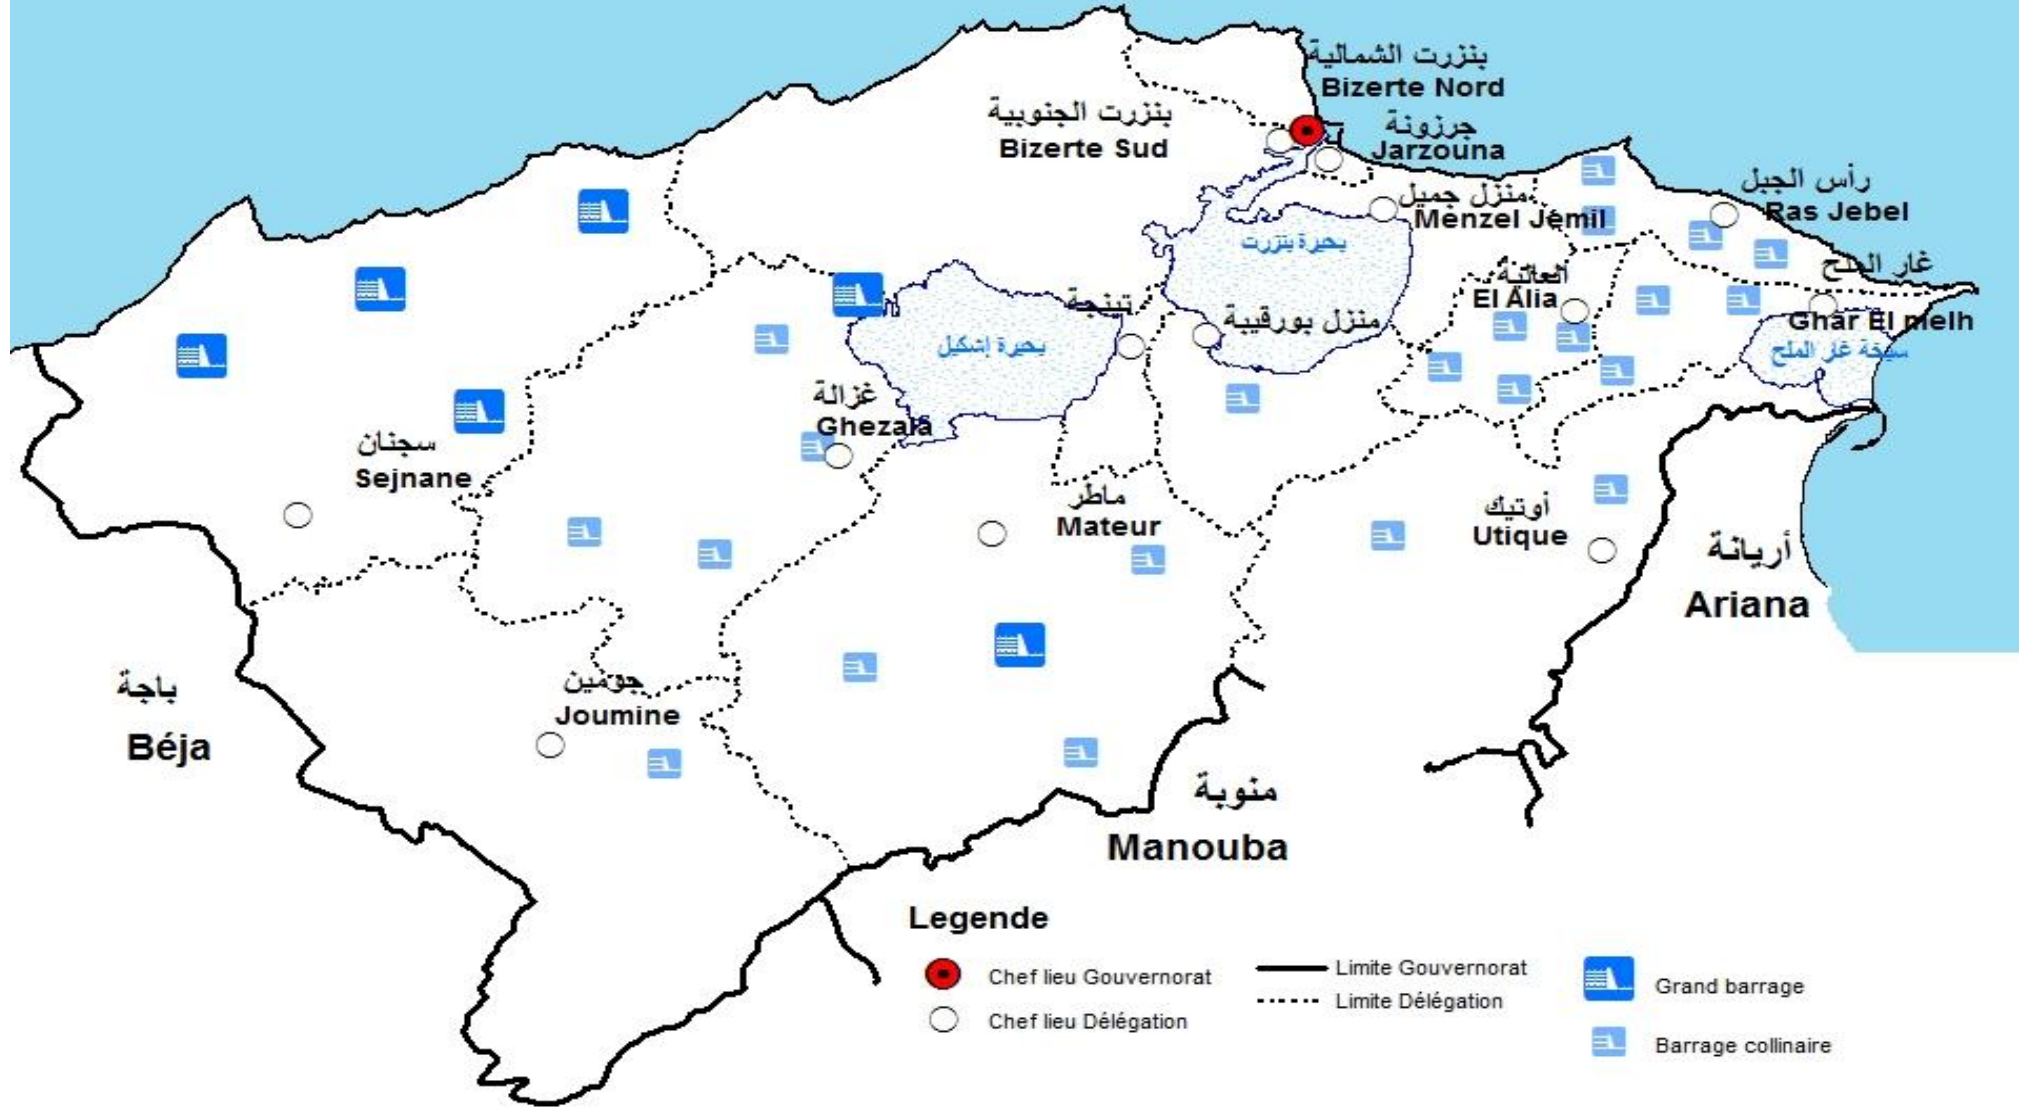 بنزرت الشمالية
Bizerte Nord
بنزرت الجنوبية
Bizerte Sud
جرزونة
Jarzouna
منزل جميل
Menzel Jemil
رأس الجبل
Ras Jebel
بحيرة بنزرت
العالية
El Alia
غار الملح
Ghar El melh
سبخة غار الملح
تينجة
منزل بورقيبة
بحيرة إشكيل
غزالة
Ghezala
سجنان
Sejnane
ماطر
Mateur
أوتيك
Utique
أريانة
Ariana
جومين
Joumine
باجة
Béja
منوبة
Manouba
Legende
Chef lieu Gouvernorat
Chef lieu Délégation
Limite Gouvernorat
Limite Délégation
Grand barrage
Barrage collinaire